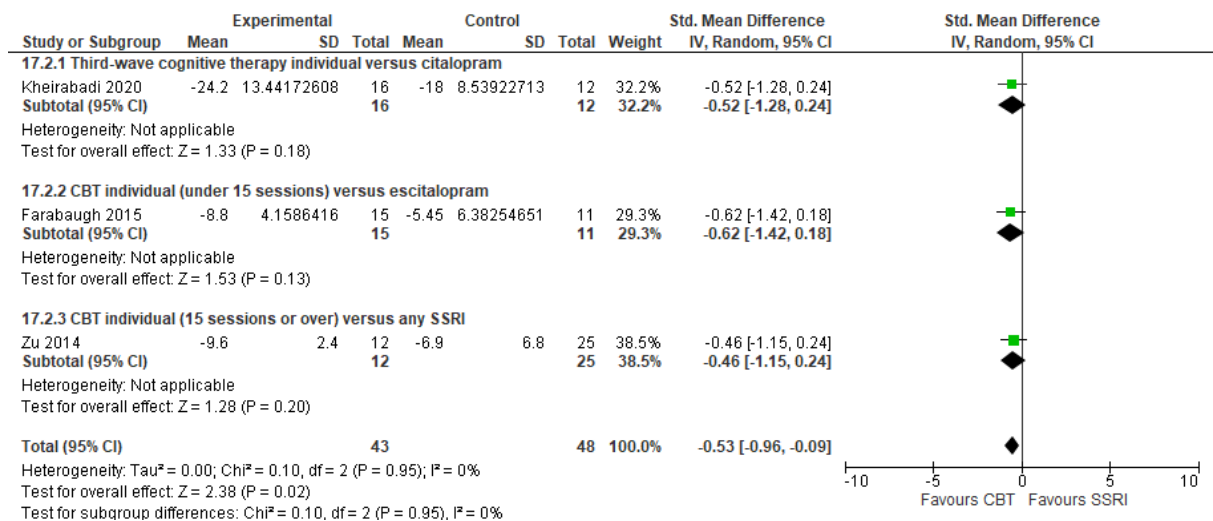 Experimental Control Std. Mean Difference Std. Mean Difference
Study or Subgroup Mean SD Total Mean SD Total Weight IV, Random, 95% CI IV, Random, 95% CI
17.2.1 Third-wave cognitive therapy individual versus citalopram
Kheirabadi 2020 -24.2 13.44172608 16 -18 8.53922713 12 32.2% -0.52 [-1.28, 0.24]
Subtotal (95% CI) 16 12 32.2% -0.52 [-1.28, 0.24]
Heterogeneity: Not applicable
Test for overall effect: Z = 1.33 (P = 0.18)
17.2.2 CBT individual (under 15 sessions) versus escitalopram
Farabaugh 2015 -8.8 4.1586416 15 -5.45 6.38254651 11 29.3% -0.62 [-1.42, 0.18]
Subtotal (95% CI) 15 11 29.3% -0.62 [-1.42, 0.18]
Heterogeneity: Not applicable
Test for overall effect: Z = 1.53 (P = 0.13)
17.2.3 CBT individual (15 sessions or over) versus any SSRI
Zu 2014 -9.6 2.4 12 -6.9 6.8 25 38.5% -0.46 [-1.15, 0.24]
Subtotal (95% CI) 12 25 38.5% -0.46 [-1.15, 0.24]
Heterogeneity: Not applicable
Test for overall effect: Z = 1.28 (P = 0.20)
Total (95% CI) 43 48 100.0% -0.53 [-0.96, -0.09]
Heterogeneity: Tau² = 0.00; Chi² = 0.10, df = 2 (P = 0.95); I² = 0%
Test for overall effect: Z = 2.38 (P = 0.02)
Test for subgroup differences: Chi² = 0.10, df = 2 (P = 0.95), I² = 0%
-10 -5 0 5 10
Favours CBT Favours SSRI